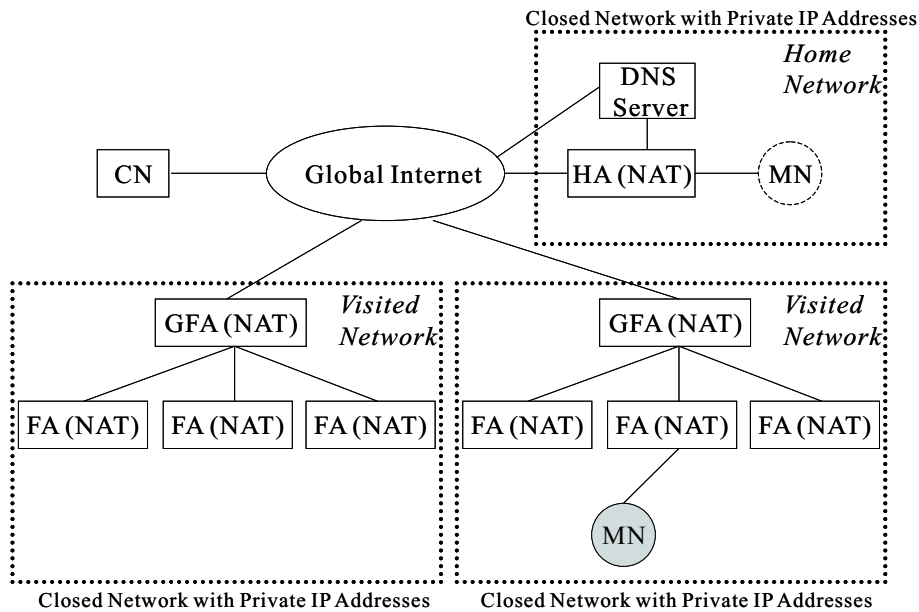 Closed Network with Private IP Addresses
Home
Network
DNS
Server
CN
Global Internet
HA (NAT)
MN
Visited
Network
GFA (NAT)
FA (NAT)
FA (NAT)
FA (NAT)
Closed Network with Private IP Addresses
Visited
Network
GFA (NAT)
FA (NAT)
FA (NAT)
FA (NAT)
MN
Closed Network with Private IP Addresses